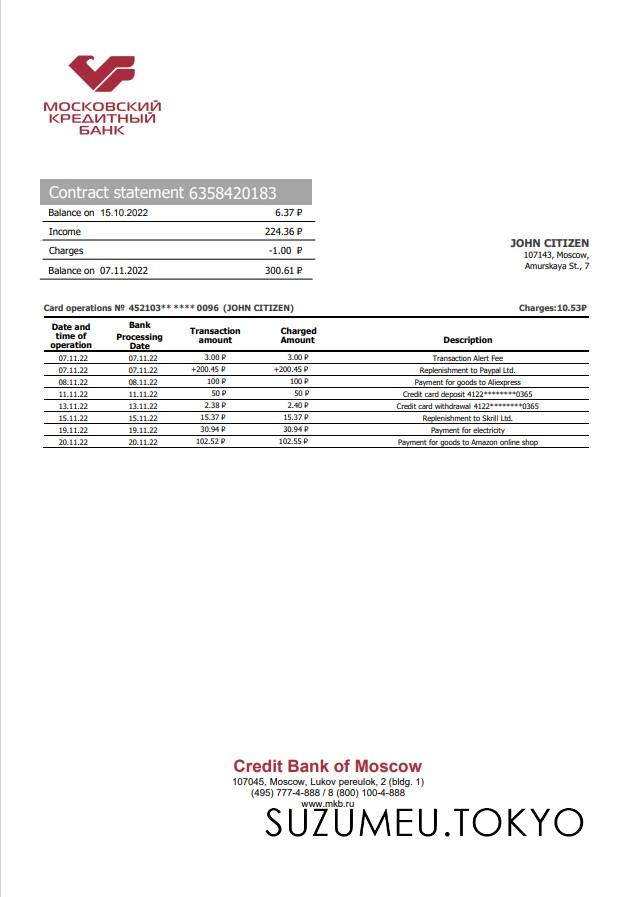 МОСКОВСКИЙ
КРЕДИТНЫЙ
БАНК
Contract statement 6358420183
Balance on 15.10.2022 6.37 ₽
Income 224.36 ₽
Charges -1.00 ₽
Balance on 07.11.2022 300.61 ₽
JOHN CITIZEN
107143, Moscow,
Amurskaya St., 7
Card operations № 452103** **** 0096 (JOHN CITIZEN) Charges:10.53₽
Date and time of operation Bank Processing Date Transaction amount Charged Amount Description
07.11.22 07.11.22 3.00 ₽ 3.00 ₽ Transaction Alert Fee
07.11.22 07.11.22 +200.45 ₽ +200.45 ₽ Replenishment to Paypal Ltd.
08.11.22 08.11.22 100 ₽ 100 ₽ Payment for goods to Aliexpress
11.11.22 11.11.22 50 ₽ 50 ₽ Credit card deposit 4122********0365
13.11.22 13.11.22 2.38 ₽ 2.40 ₽ Credit card withdrawal 4122********0365
15.11.22 15.11.22 15.37 ₽ 15.37 ₽ Replenishment to Skrill Ltd.
19.11.22 19.11.22 30.94 ₽ 30.94 ₽ Payment for electricity
20.11.22 20.11.22 102.52 ₽ 102.55 ₽ Payment for goods to Amazon online shop
Credit Bank of Moscow
107045, Moscow, Lukov pereulok, 2 (bldg. 1)
(495) 777-4-888 / 8 (800) 100-4-888
www.mkb.ru
SUZUMEU.TOKYO